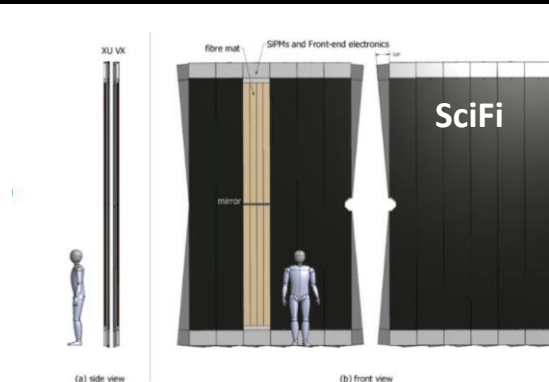 XU VX
fibre mat
SiPMs and Front-end electronics
SciFi
mirror
(a) side view
(b) front view